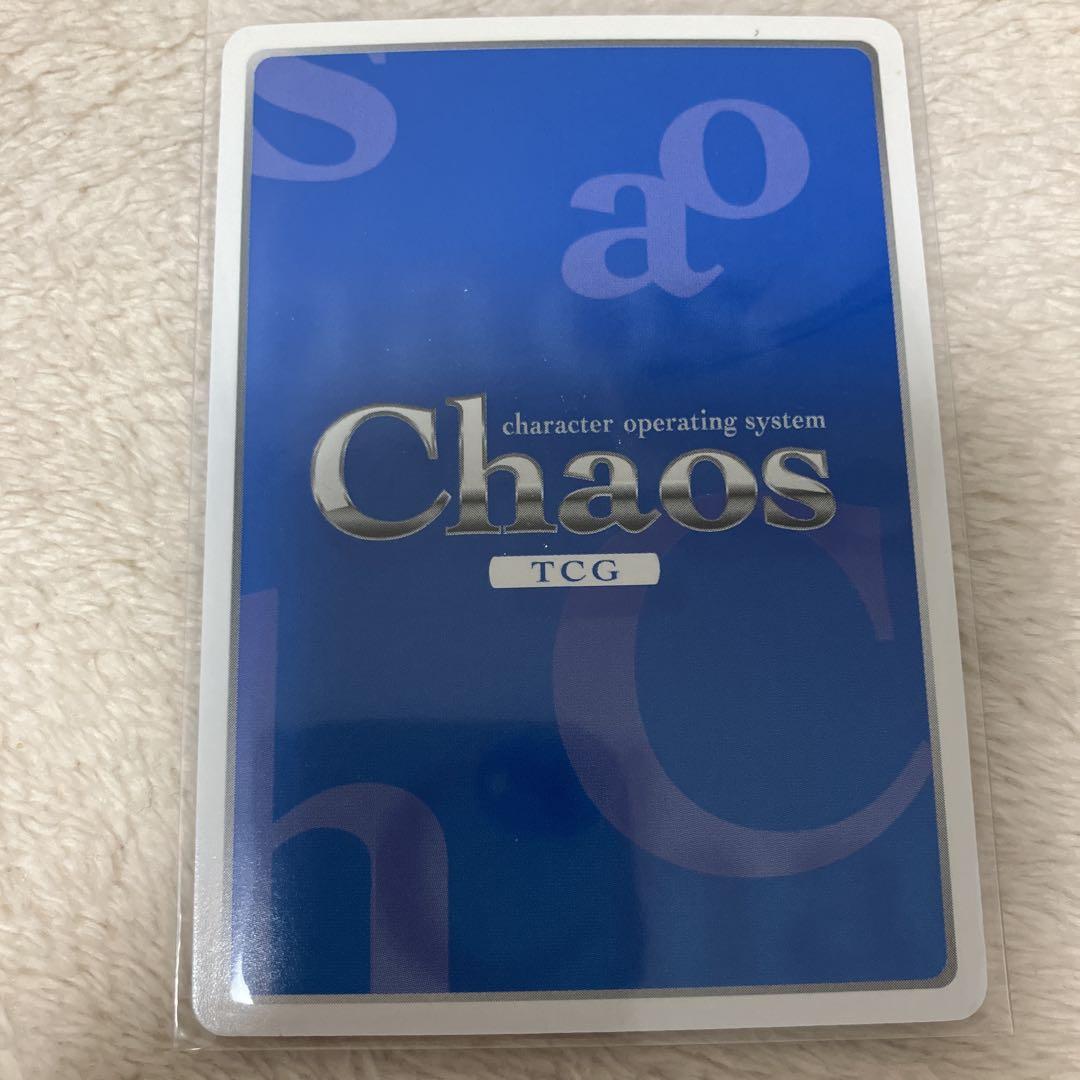 s
a o
character operating system
Chaos
TCG
h
C